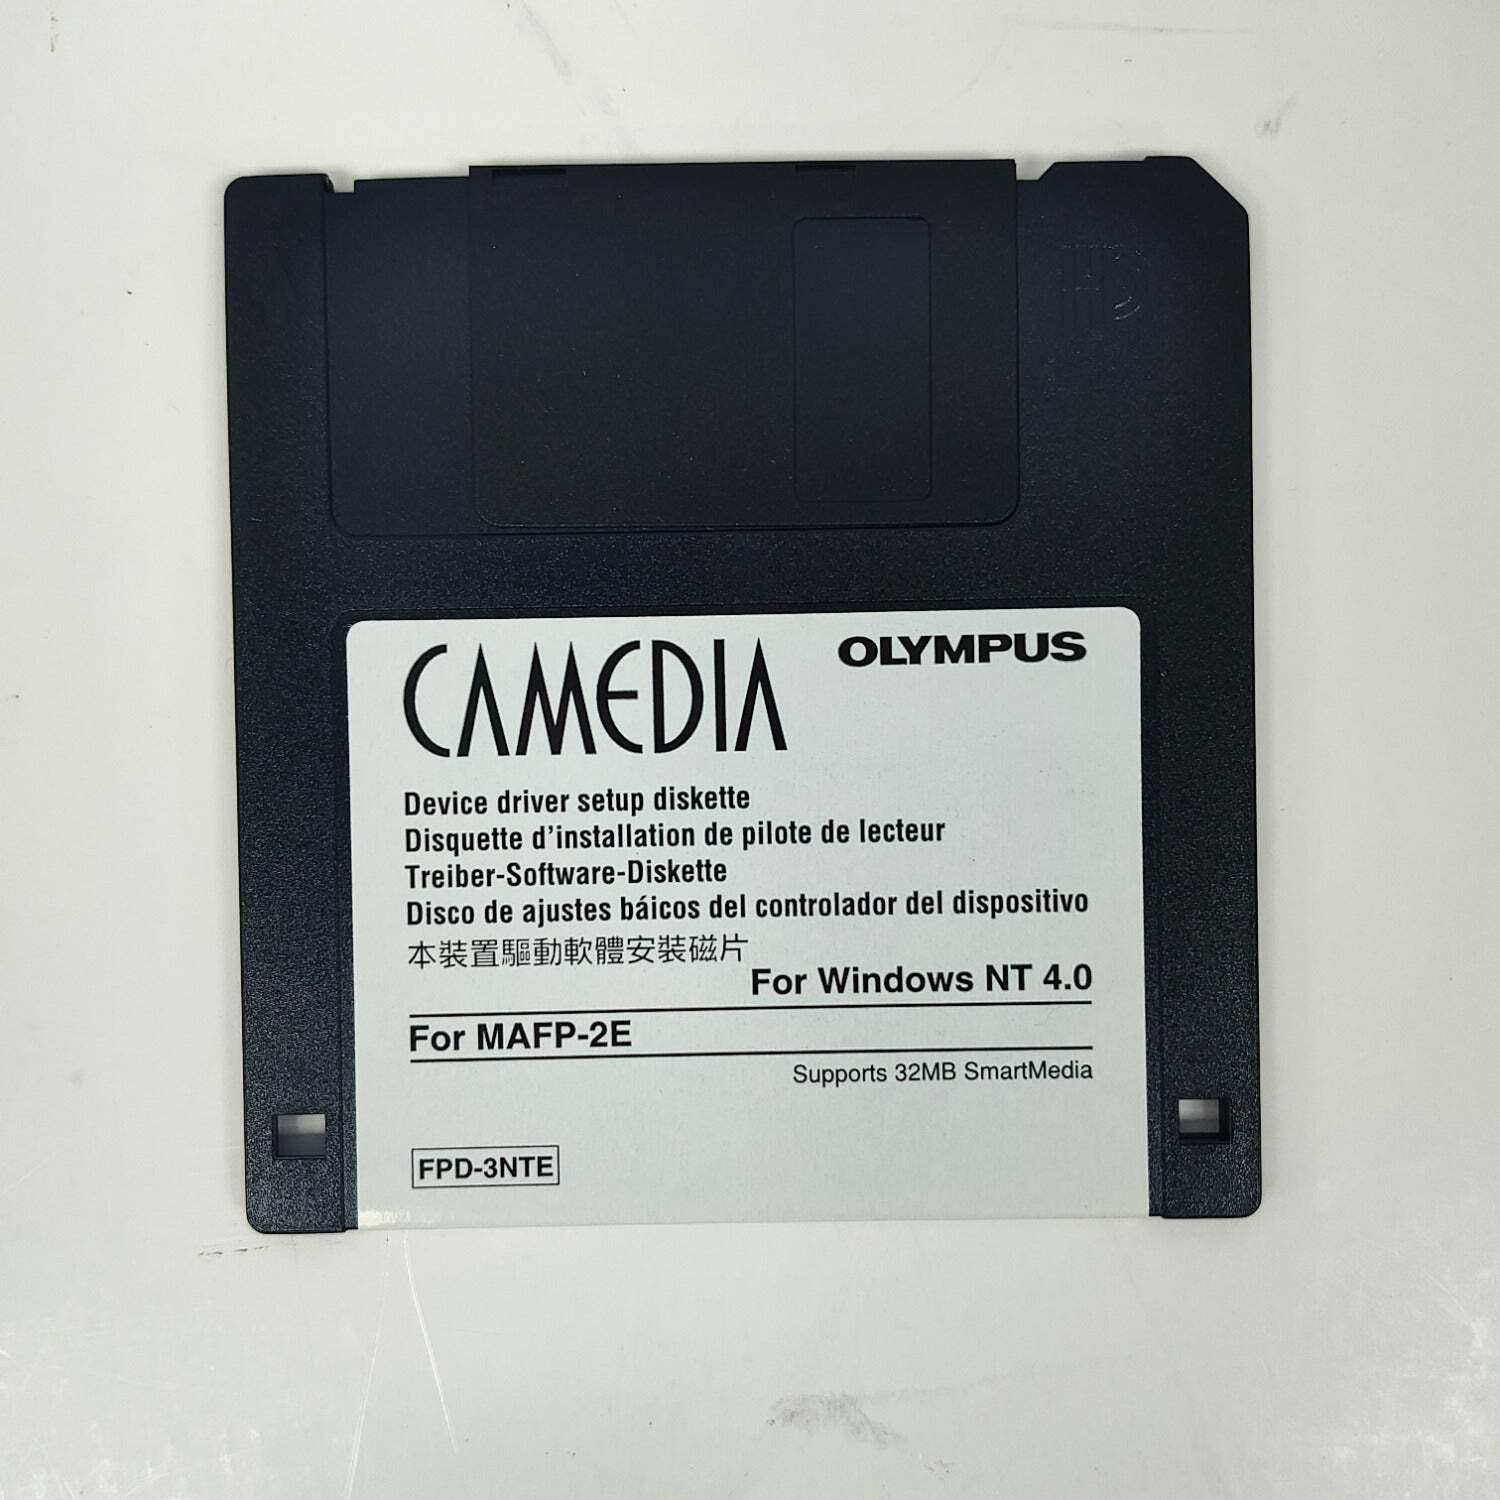 HD
CAMEDIA
OLYMPUS
Device driver setup diskette
Disquette d'installation de pilote de lecteur
Treiber-Software-Diskette
Disco de ajustes báicos del controlador del dispositivo
本裝置驅動軟體安裝磁片
For Windows NT 4.0
For MAFP-2E
Supports 32MB SmartMedia
FPD-3NTE